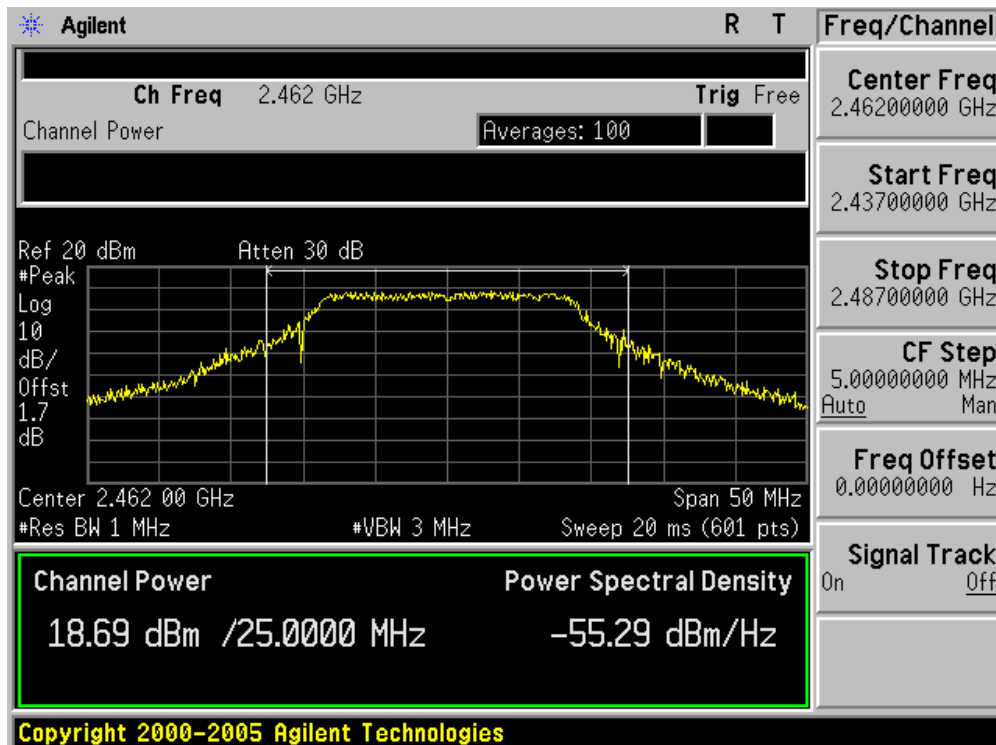 Agilent R T
Ch Freq 2.462 GHz Trig Free
Channel Power Averages: 100
Ref 20 dBm Atten 30 dB
#Peak
Log
10
dB/
Offst
1.7
dB
Center 2.462 00 GHz Span 50 MHz
#Res BW 1 MHz #VBW 3 MHz Sweep 20 ms (601 pts)
Channel Power Power Spectral Density
18.69 dBm /25.0000 MHz -55.29 dBm/Hz
Copyright 2000-2005 Agilent Technologies
Freq/Channel
Center Freq
2.46200000 GHz
Start Freq
2.43700000 GHz
Stop Freq
2.48700000 GHz
CF Step
5.00000000 MHz
Auto Man
Freq Offset
0.00000000 Hz
Signal Track
On Off